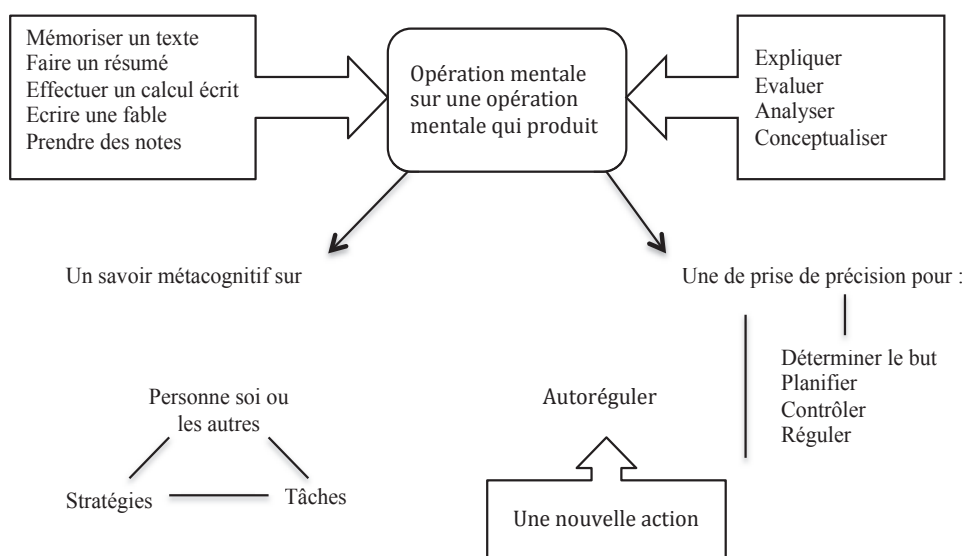 Mémoriser un texte
Faire un résumé
Effectuer un calcul écrit
Ecrire une fable
Prendre des notes
Opération mentale
sur une opération
mentale qui produit
Expliquer
Evaluer
Analyser
Conceptualiser
Un savoir métacognitif sur
Une de prise de précision pour :
Déterminer le but
Planifier
Contrôler
Réguler
Personne soi ou
les autres
Stratégies
Tâches
Autoréguler
Une nouvelle action